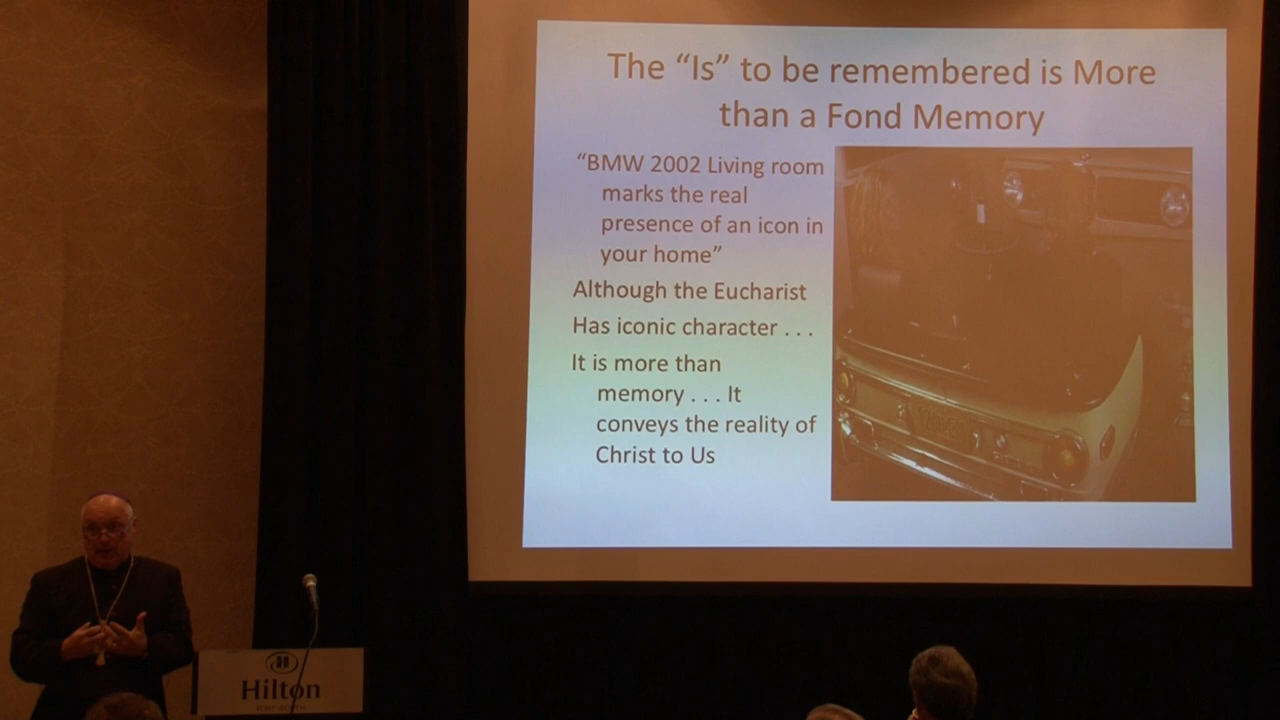 The “Is” to be remembered is More
than a Fond Memory
“BMW 2002 Living room
marks the real
presence of an icon in
your home”
Although the Eucharist
Has iconic character . . .
It is more than
memory . . . It
conveys the reality of
Christ to Us
H
Hilton
FORT WORTH